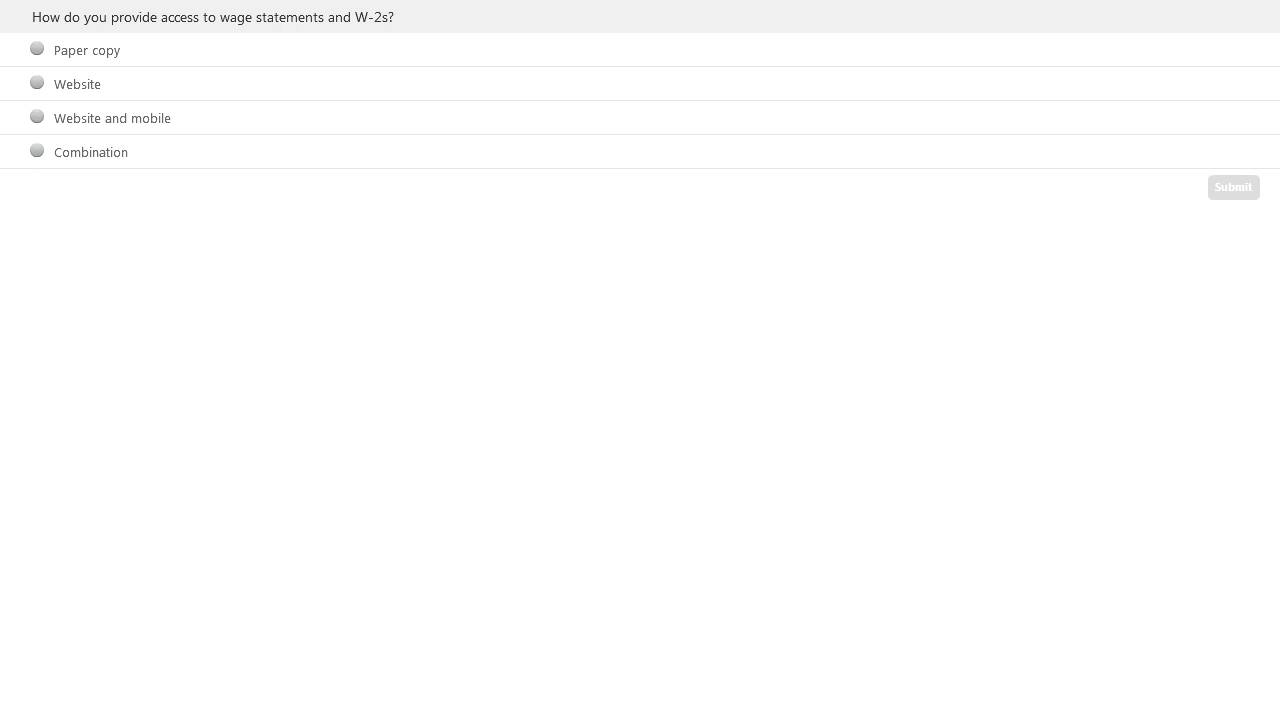 How do you provide access to wage statements and W-2s?
Paper copy
Website
Website and mobile
Combination
Submit